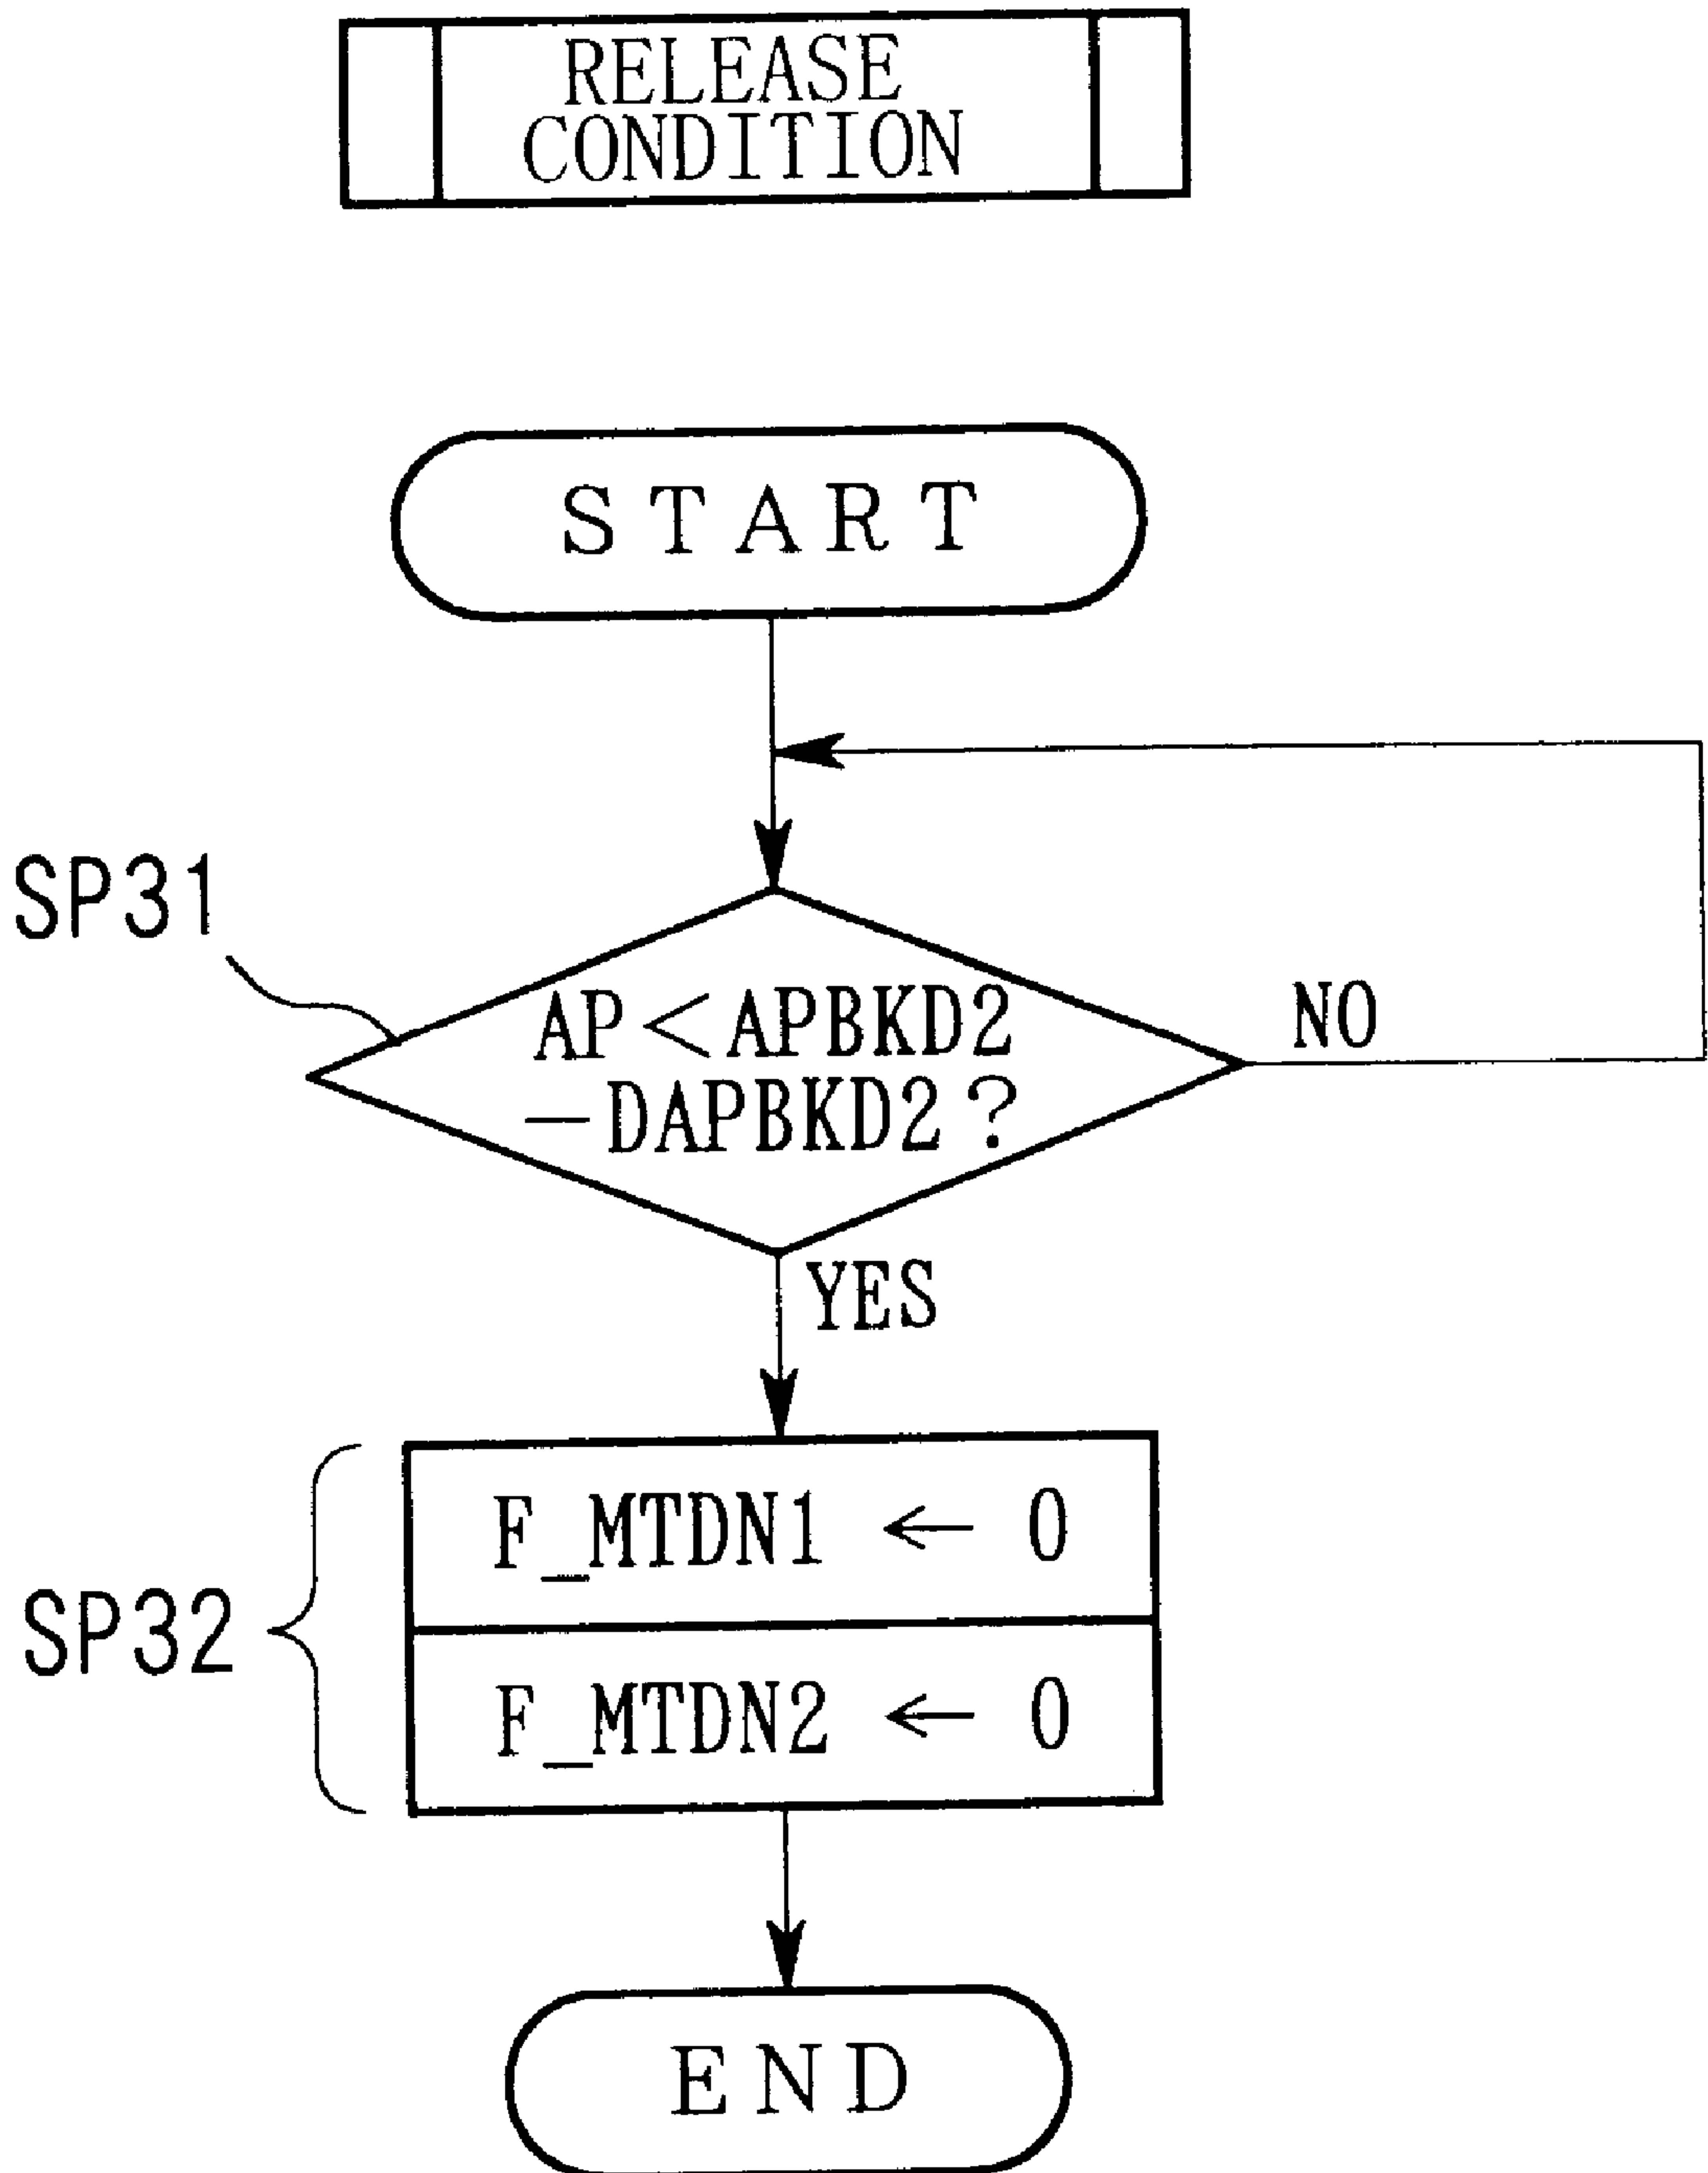 RELEASE
CONDITION
START
SP31
AP<APBKD2
-DAPBKD2?
NO
YES
SP32
F_MTDN1 ← 0
F_MTDN2 ← 0
END